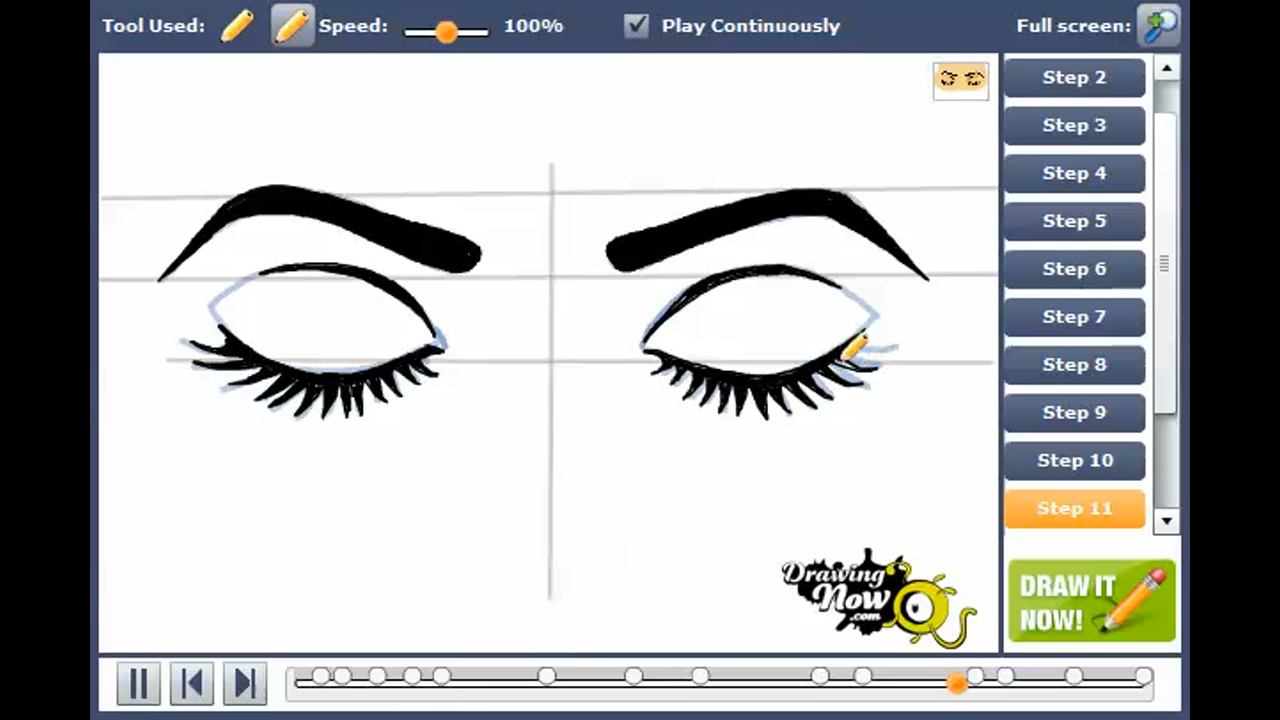 Tool Used:
Speed:
100%
Play Continuously
Full screen:
Step 2
Step 3
Step 4
Step 5
Step 6
Step 7
Step 8
Step 9
Step 10
Step 11
Drawing
Now
.com
DRAW IT
NOW!